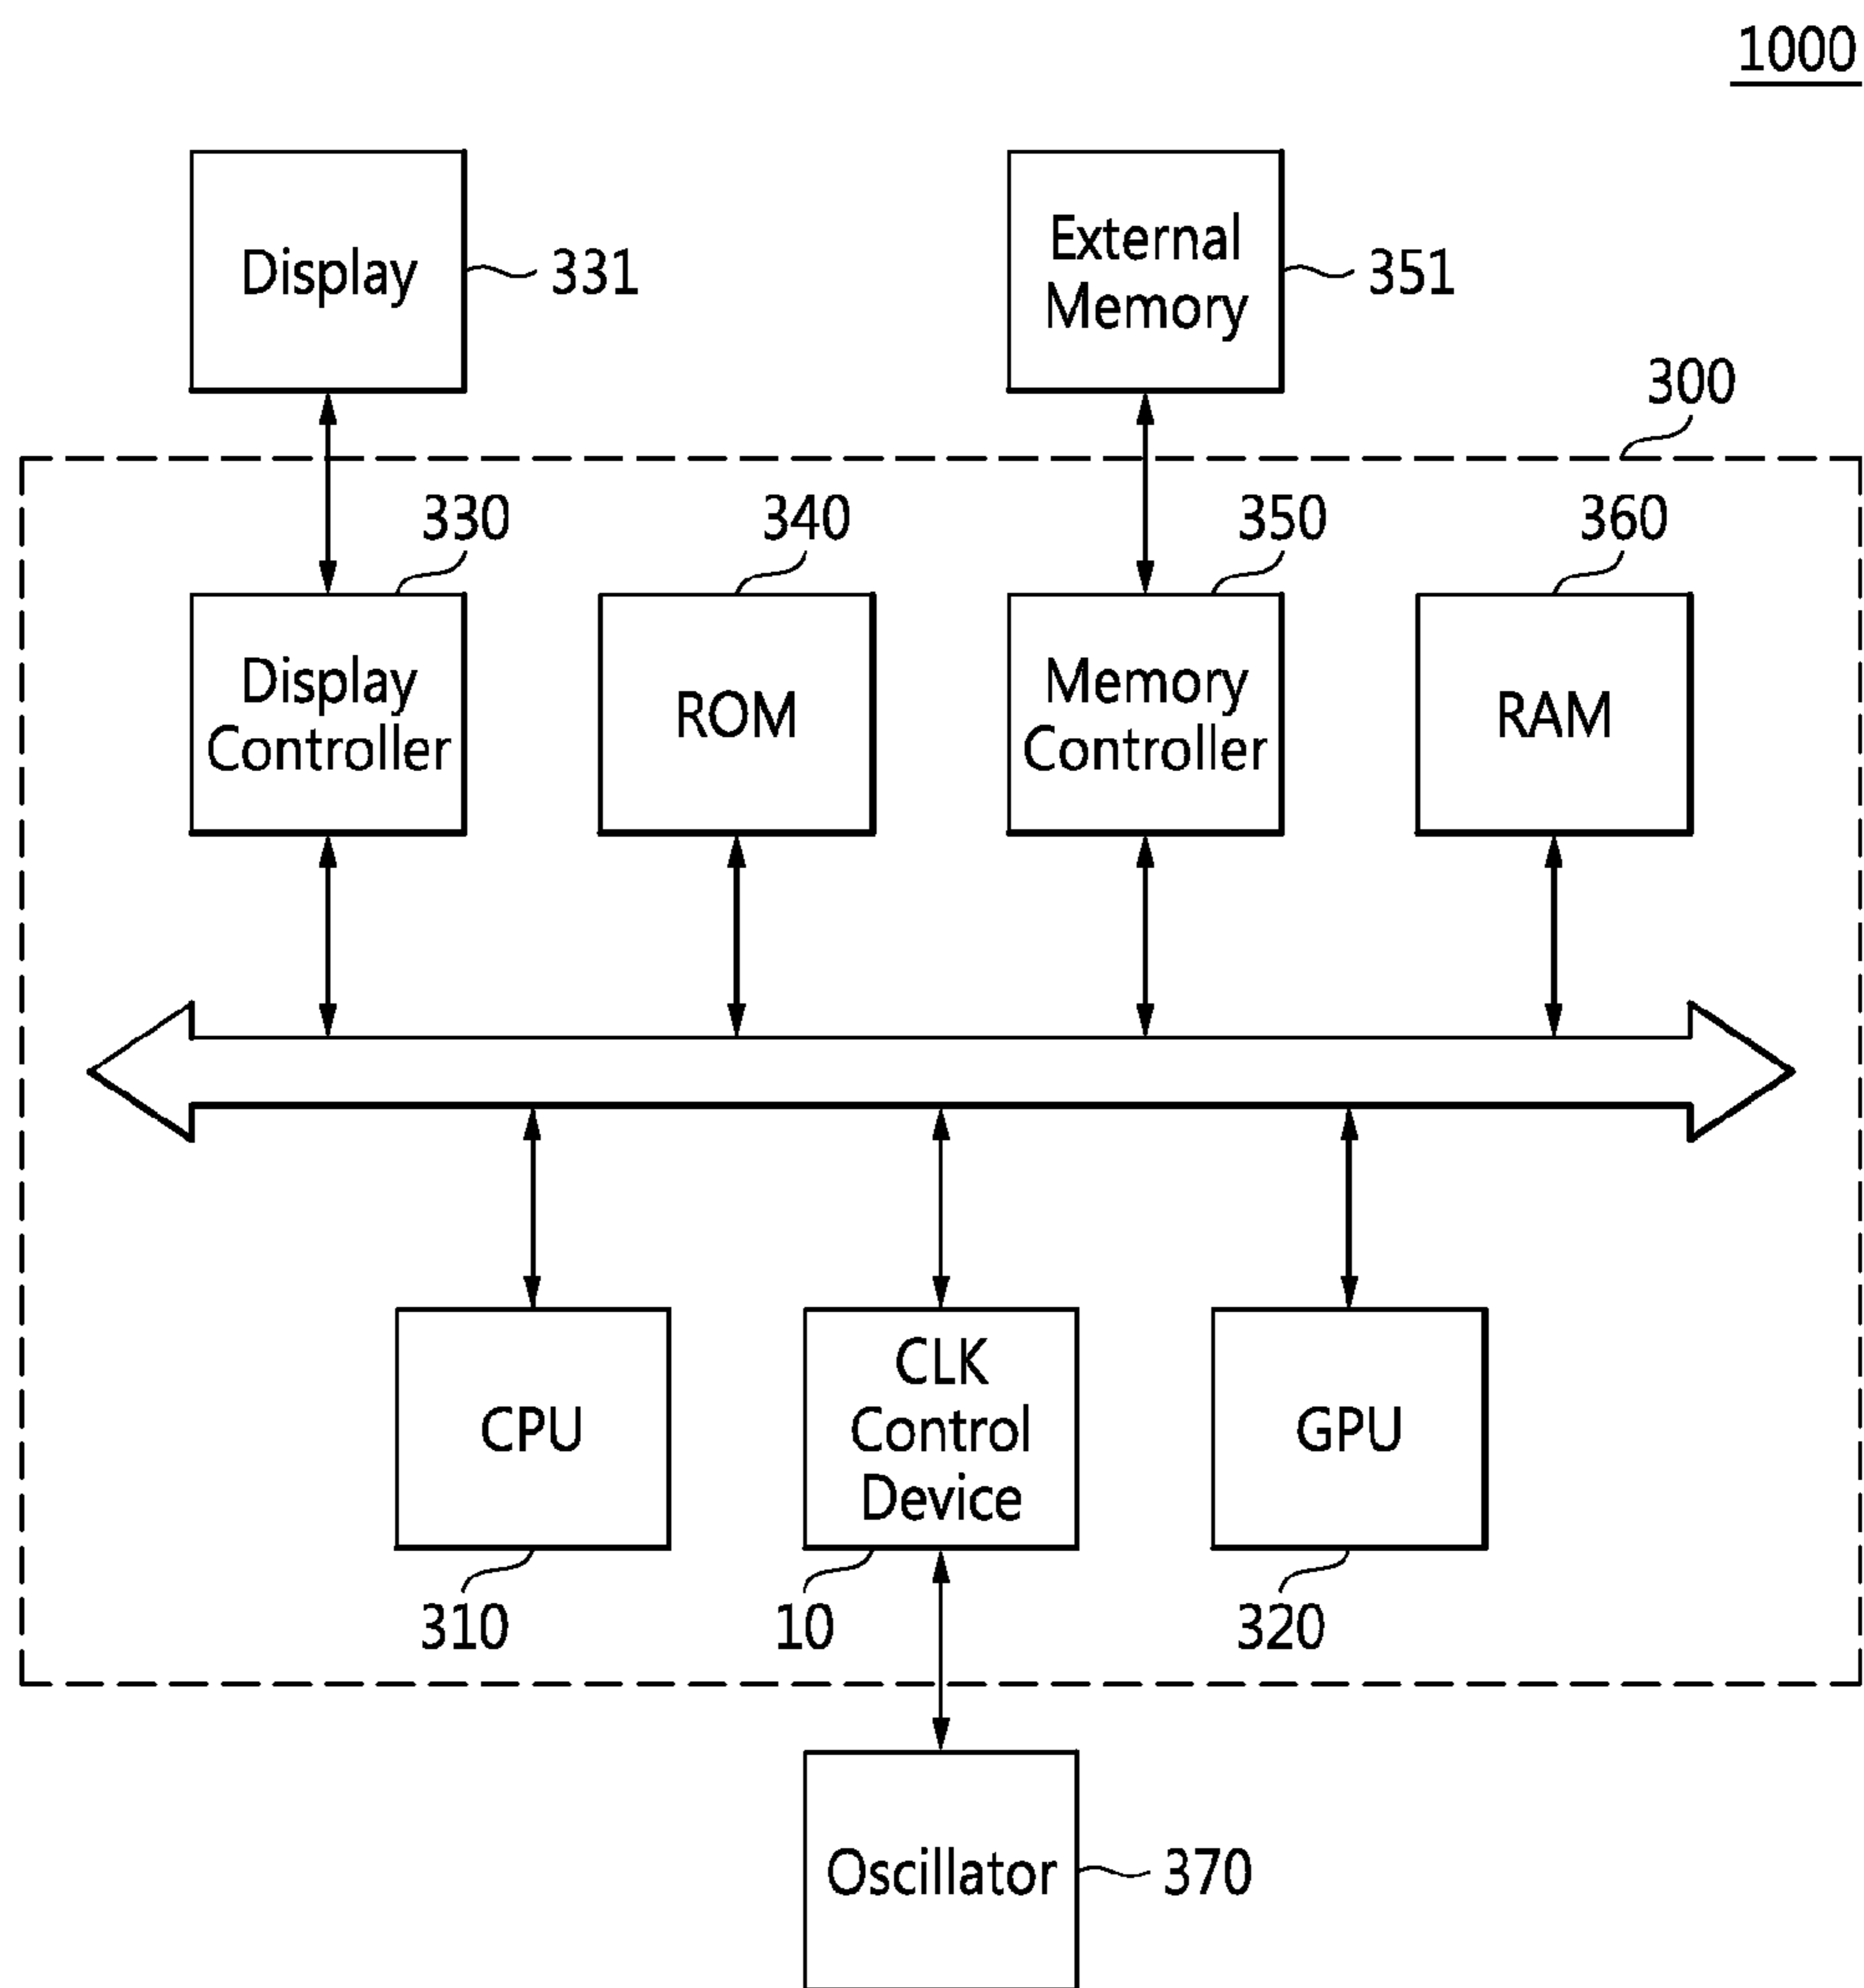 1000
Display
331
External
Memory
351
300
330
340
350
360
Display
Controller
ROM
Memory
Controller
RAM
CPU
CLK
Control
Device
GPU
310
10
320
Oscillator
370